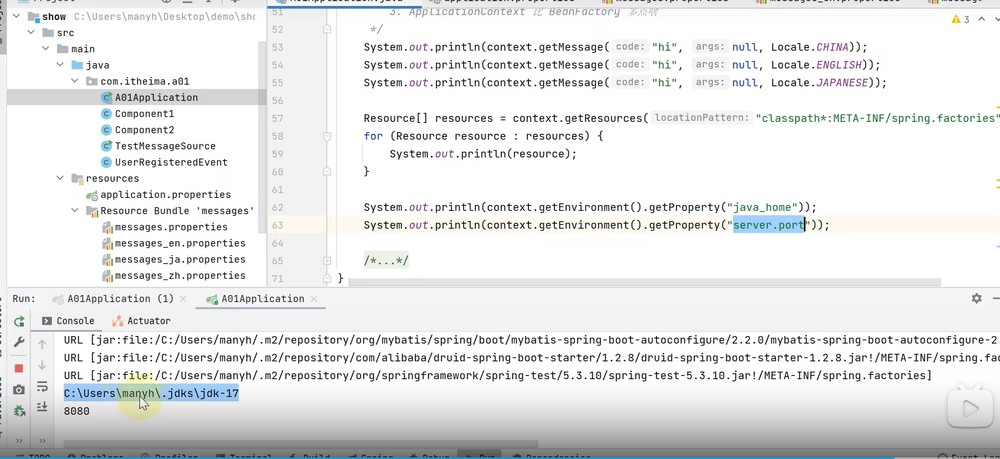 show C:\Users\manyh\Desktop\demo\sho
src
main
java
com.itheima.a01
A01Application
Component1
Component2
TestMessageSource
UserRegisteredEvent
resources
application.properties
Resource Bundle 'messages'
messages.properties
messages_en.properties
messages_ja.properties
messages_zh.properties
51 3. ApplicationContext 比 BeanFactory 多点啥
52 */
53 System.out.println(context.getMessage( code: "hi", args: null, Locale.CHINA));
54 System.out.println(context.getMessage( code: "hi", args: null, Locale.ENGLISH));
55 System.out.println(context.getMessage( code: "hi", args: null, Locale.JAPANESE));
56
57 Resource[] resources = context.getResources( locationPattern: "classpath*:META-INF/spring.factories"
58 for (Resource resource : resources) {
59 System.out.println(resource);
60 }
61
62 System.out.println(context.getEnvironment().getProperty("java_home"));
63 System.out.println(context.getEnvironment().getProperty("server.port"));
64
65 /*...*/
71 }
3
Run: A01Application (1) A01Application
Console Actuator
URL [jar:file:/C:/Users/manyh/.m2/repository/org/mybatis/spring/boot/mybatis-spring-boot-autoconfigure/2.2.0/mybatis-spring-boot-autoconfigure-2.
URL [jar:file:/C:/Users/manyh/.m2/repository/com/alibaba/druid-spring-boot-starter/1.2.8/druid-spring-boot-starter-1.2.8.jar!/META-INF/spring.fac
URL [jar:file:/C:/Users/manyh/.m2/repository/org/springframework/spring-test/5.3.10/spring-test-5.3.10.jar!/META-INF/spring.factories]
C:\Users\manyh\.jdks\jdk-17
8080